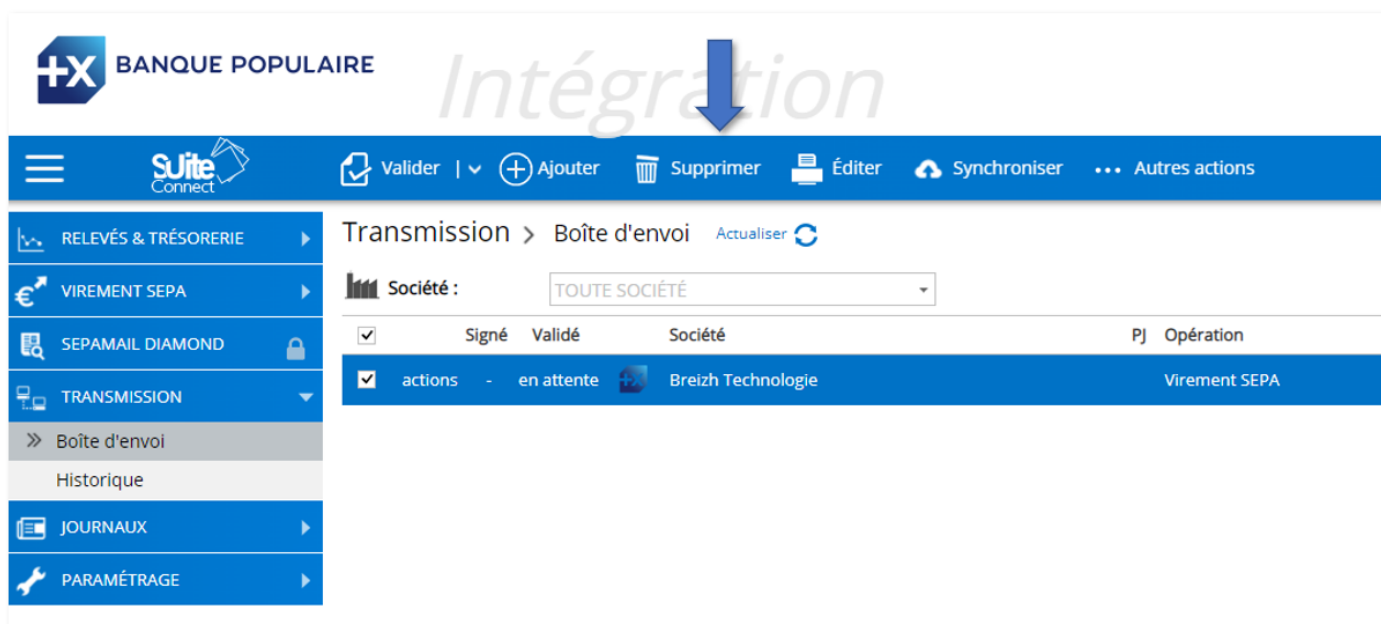 BANQUE POPULAIRE
Intégration
SUite Connect
Valider | Ajouter Supprimer Éditer Synchroniser ... Autres actions
RELEVÉS & TRÉSORERIE
VIREMENT SEPA
SEPAMAIL DIAMOND
TRANSMISSION
Boîte d'envoi
Historique
JOURNAUX
PARAMÉTRAGE
Transmission > Boîte d'envoi Actualiser
Société : TOUTE SOCIÉTÉ
Signé Validé Société PJ Opération
actions - en attente Breizh Technologie Virement SEPA